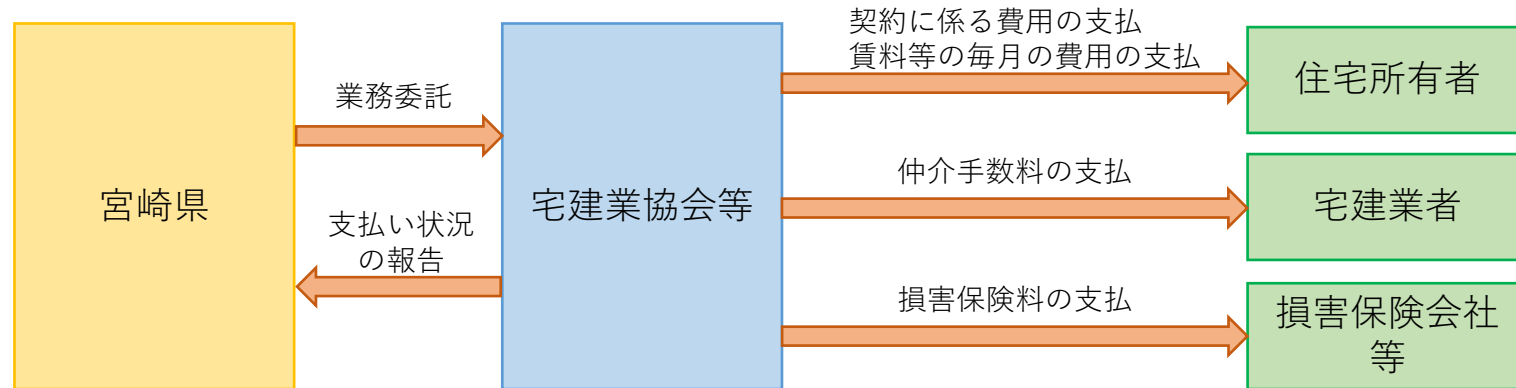 宮崎県
業務委託
支払い状況
の報告
宅建業協会等
契約に係る費用の支払
賃料等の毎月の費用の支払
住宅所有者
仲介手数料の支払
宅建業者
損害保険料の支払
損害保険会社
等